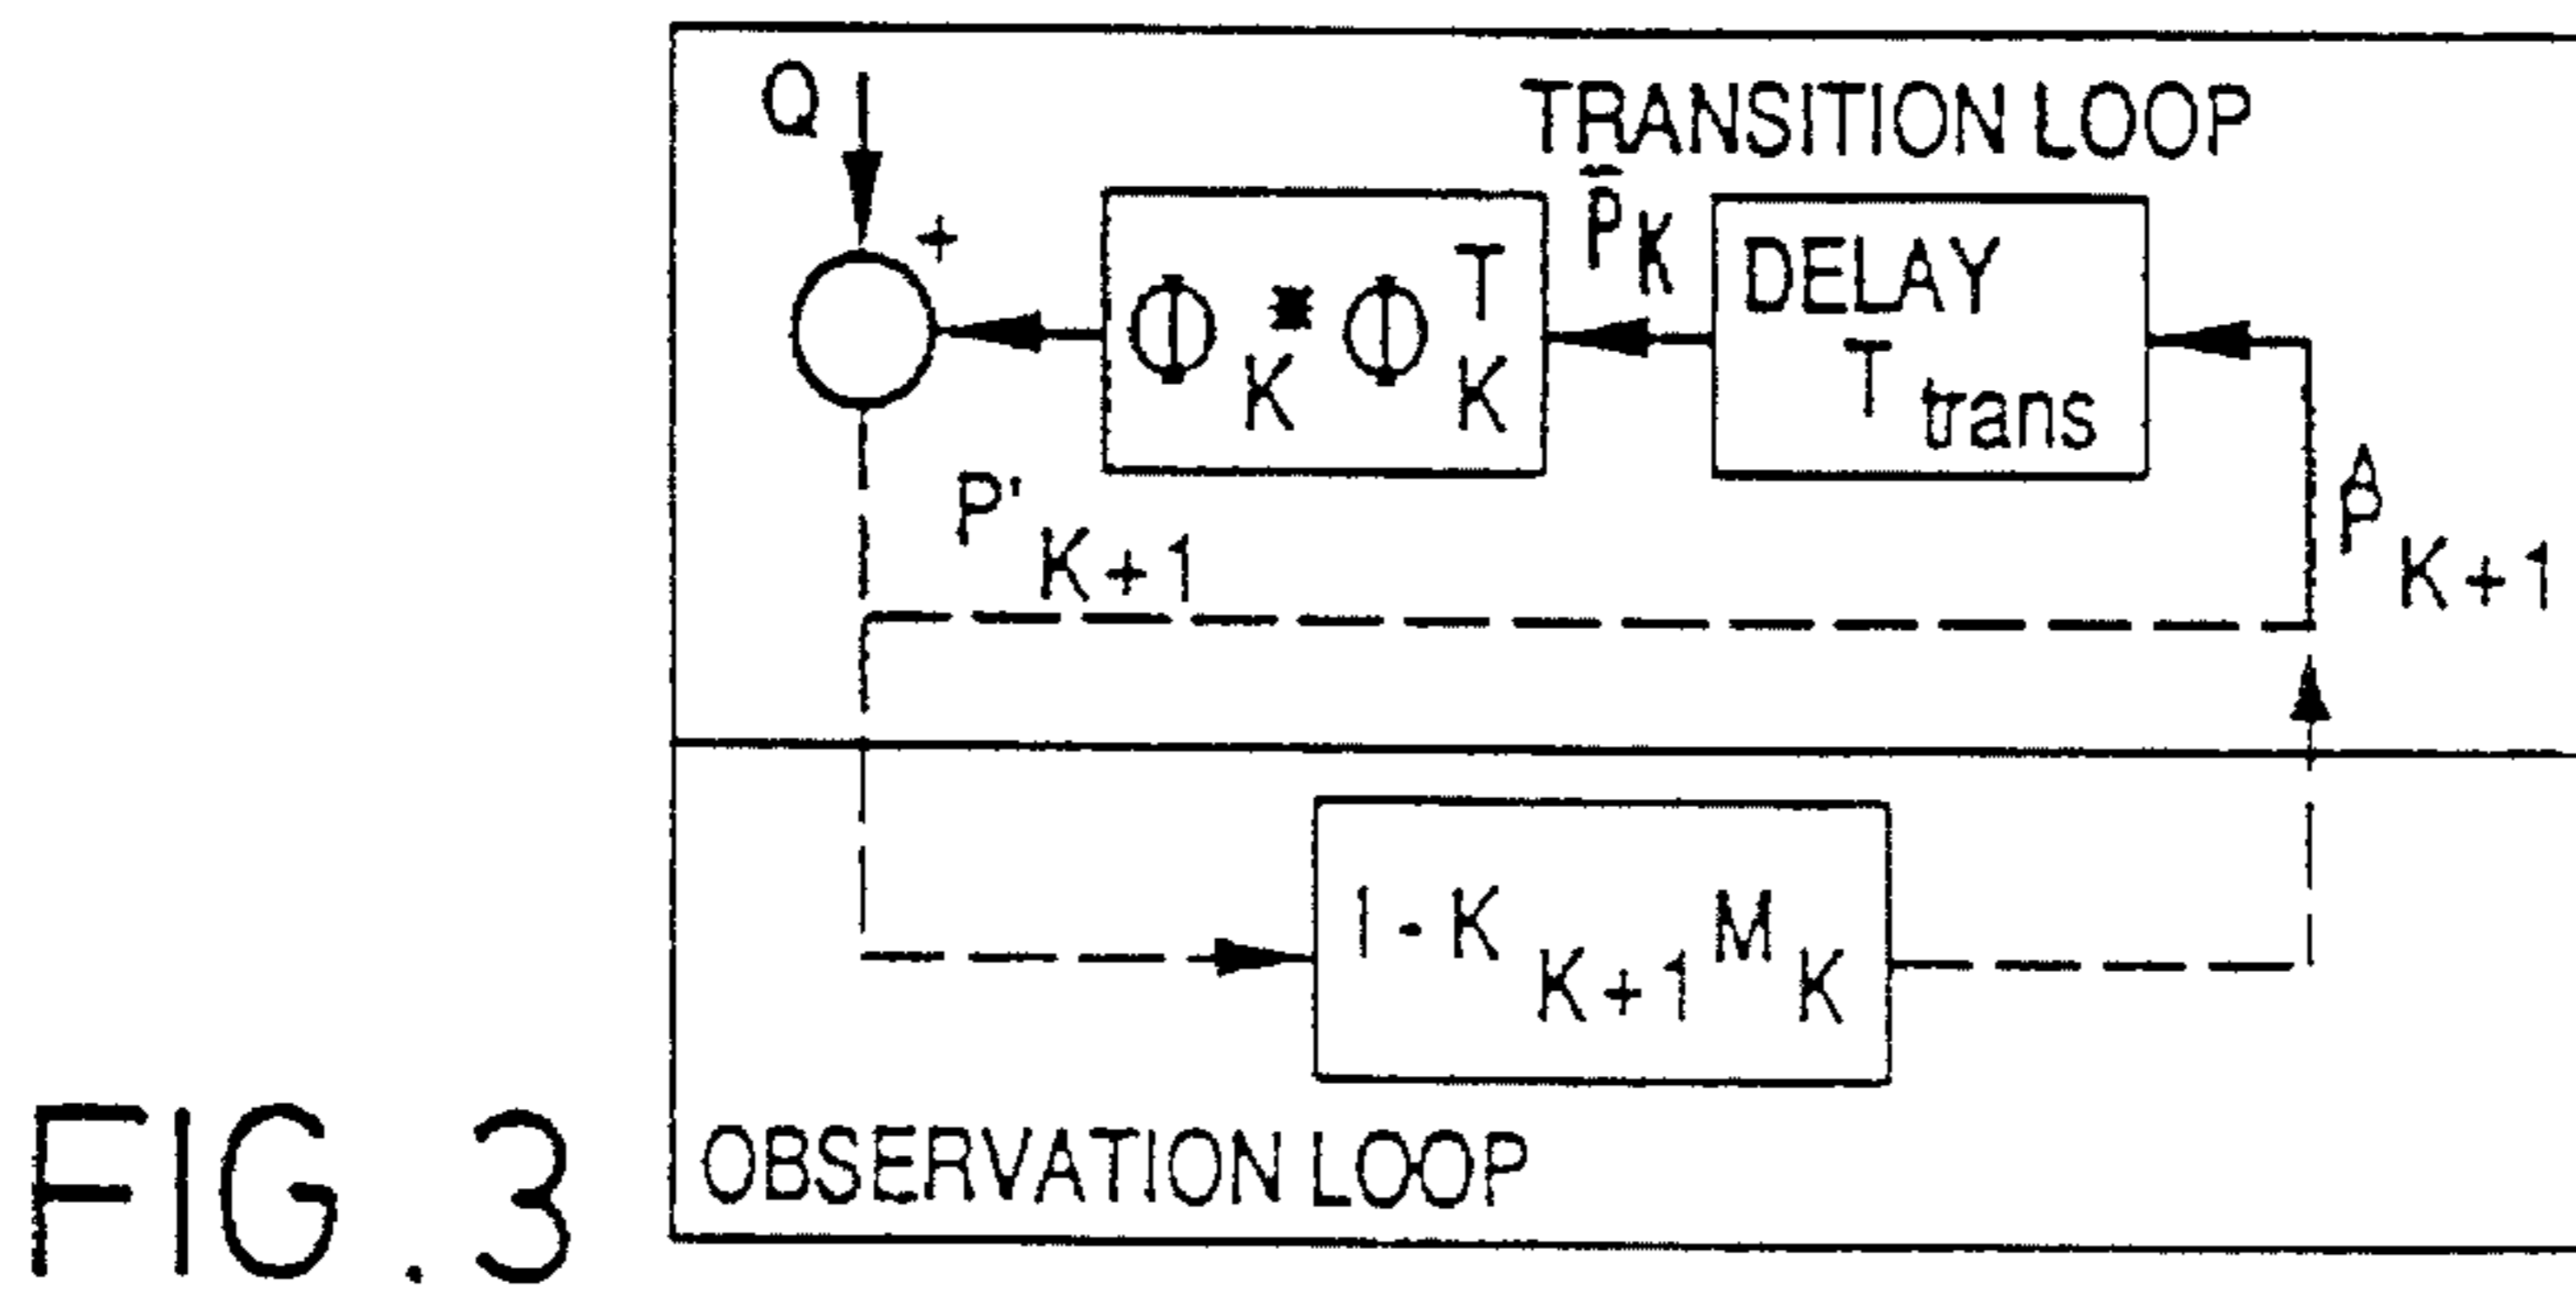 Q
TRANSITION LOOP
+
Φ K * Φ K T
P̄ K
DELAY
T trans
P' K+1
P̂ K+1
I - K K+1 M K
OBSERVATION LOOP
FIG. 3